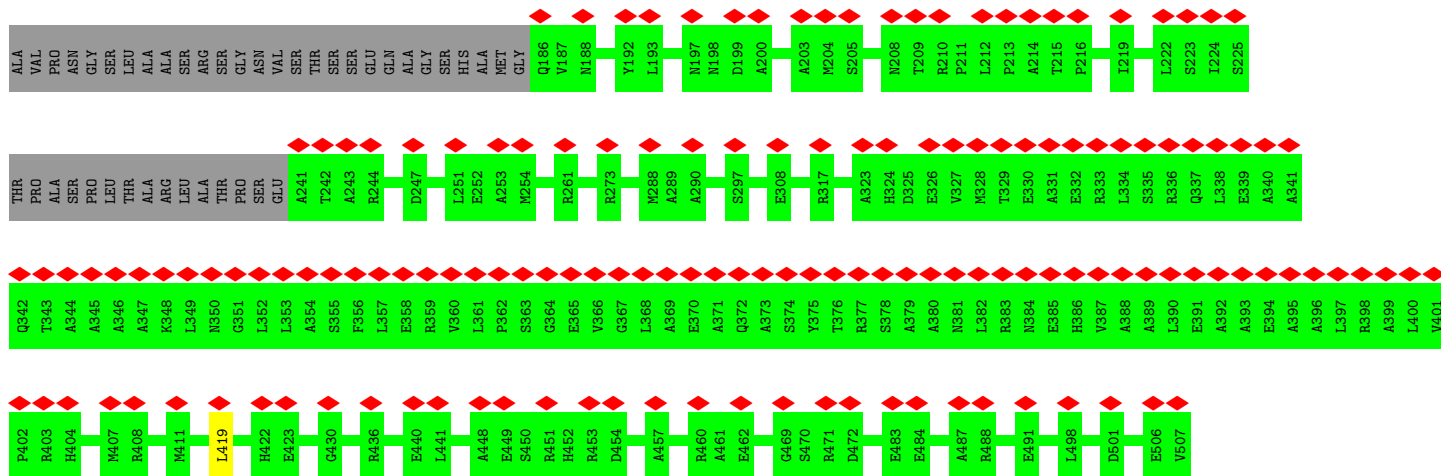 ALA VAL PRO ASN GLY SER LEU ALA ALA SER ARG SER GLY ASN VAL SER THR SER SER GLU GLN ALA GLY SER HIS ALA MET GLY Q186 V187 N188 Y192 L193 N197 N198 D199 A200 A203 M204 S205 N208 T209 R210 P211 L212 P213 A214 T215 P216 I219 L222 S223 I224 S225
THR PRO ALA SER PRO LEU THR ALA ARG LEU ALA THR PRO SER GLU A241 T242 A243 R244 D247 L251 E252 A253 M254 R261 R273 M288 A289 A290 S297 E308 R317 A323 H324 D325 E326 V327 M328 T329 E330 A331 E332 R333 L334 S335 R336 Q337 L338 E339 A340 A341
Q342 T343 A344 A345 A346 A347 K348 L349 N350 G351 L352 L353 A354 S355 F356 L357 E358 R359 V360 L361 P362 S363 G364 E365 V366 G367 L368 A369 E370 A371 Q372 A373 S374 Y375 T376 R377 S378 A379 A380 N381 L382 R383 N384 E385 H386 V387 A388 A389 L390 E391 A392 A393 E394 A395 A396 L397 R398 A399 L400 V401
P402 R403 H404 M407 R408 M411 L419 H422 E423 G430 R436 E440 L441 A448 E449 S450 R451 H452 R453 D454 A457 R460 A461 E462 G469 S470 R471 D472 E483 E484 A487 R488 E491 L498 D501 E506 V507